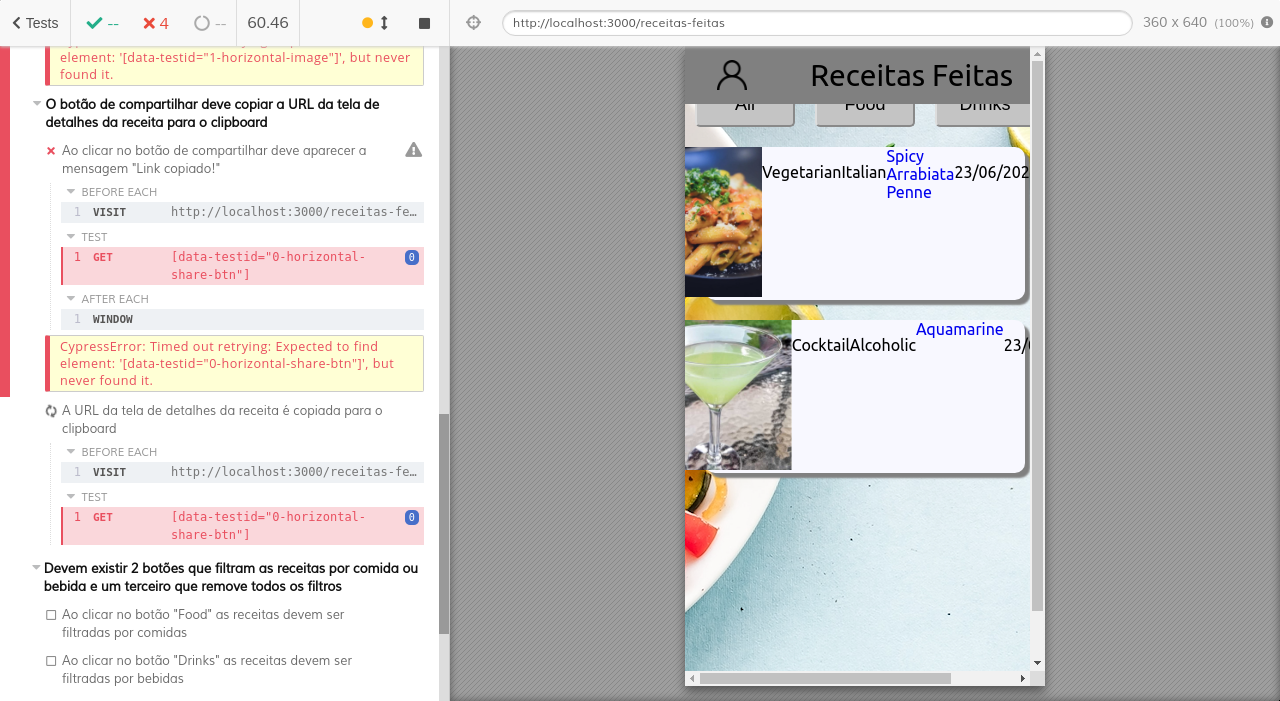 Tests
--
4
--
60.46
http://localhost:3000/receitas-feitas
360 x 640 (100%)
element: '[data-testid="1-horizontal-image"]', but never
found it.
O botão de compartilhar deve copiar a URL da tela de
detalhes da receita para o clipboard
Ao clicar no botão de compartilhar deve aparecer a
mensagem "Link copiado!"
BEFORE EACH
1 VISIT http://localhost:3000/receitas-fe…
TEST
1 GET [data-testid="0-horizontal-
share-btn"]
0
AFTER EACH
1 WINDOW
CypressError: Timed out retrying: Expected to find
element: '[data-testid="0-horizontal-share-btn"]', but
never found it.
A URL da tela de detalhes da receita é copiada para o
clipboard
BEFORE EACH
1 VISIT http://localhost:3000/receitas-fe…
TEST
1 GET [data-testid="0-horizontal-
share-btn"]
0
Devem existir 2 botões que filtram as receitas por comida ou
bebida e um terceiro que remove todos os filtros
Ao clicar no botão "Food" as receitas devem ser
filtradas por comidas
Ao clicar no botão "Drinks" as receitas devem ser
filtradas por bebidas
Receitas Feitas
All Food Drinks
VegetarianItalian
Spicy
Arrabiata
Penne
23/06/202
CocktailAlcoholic
Aquamarine
23/